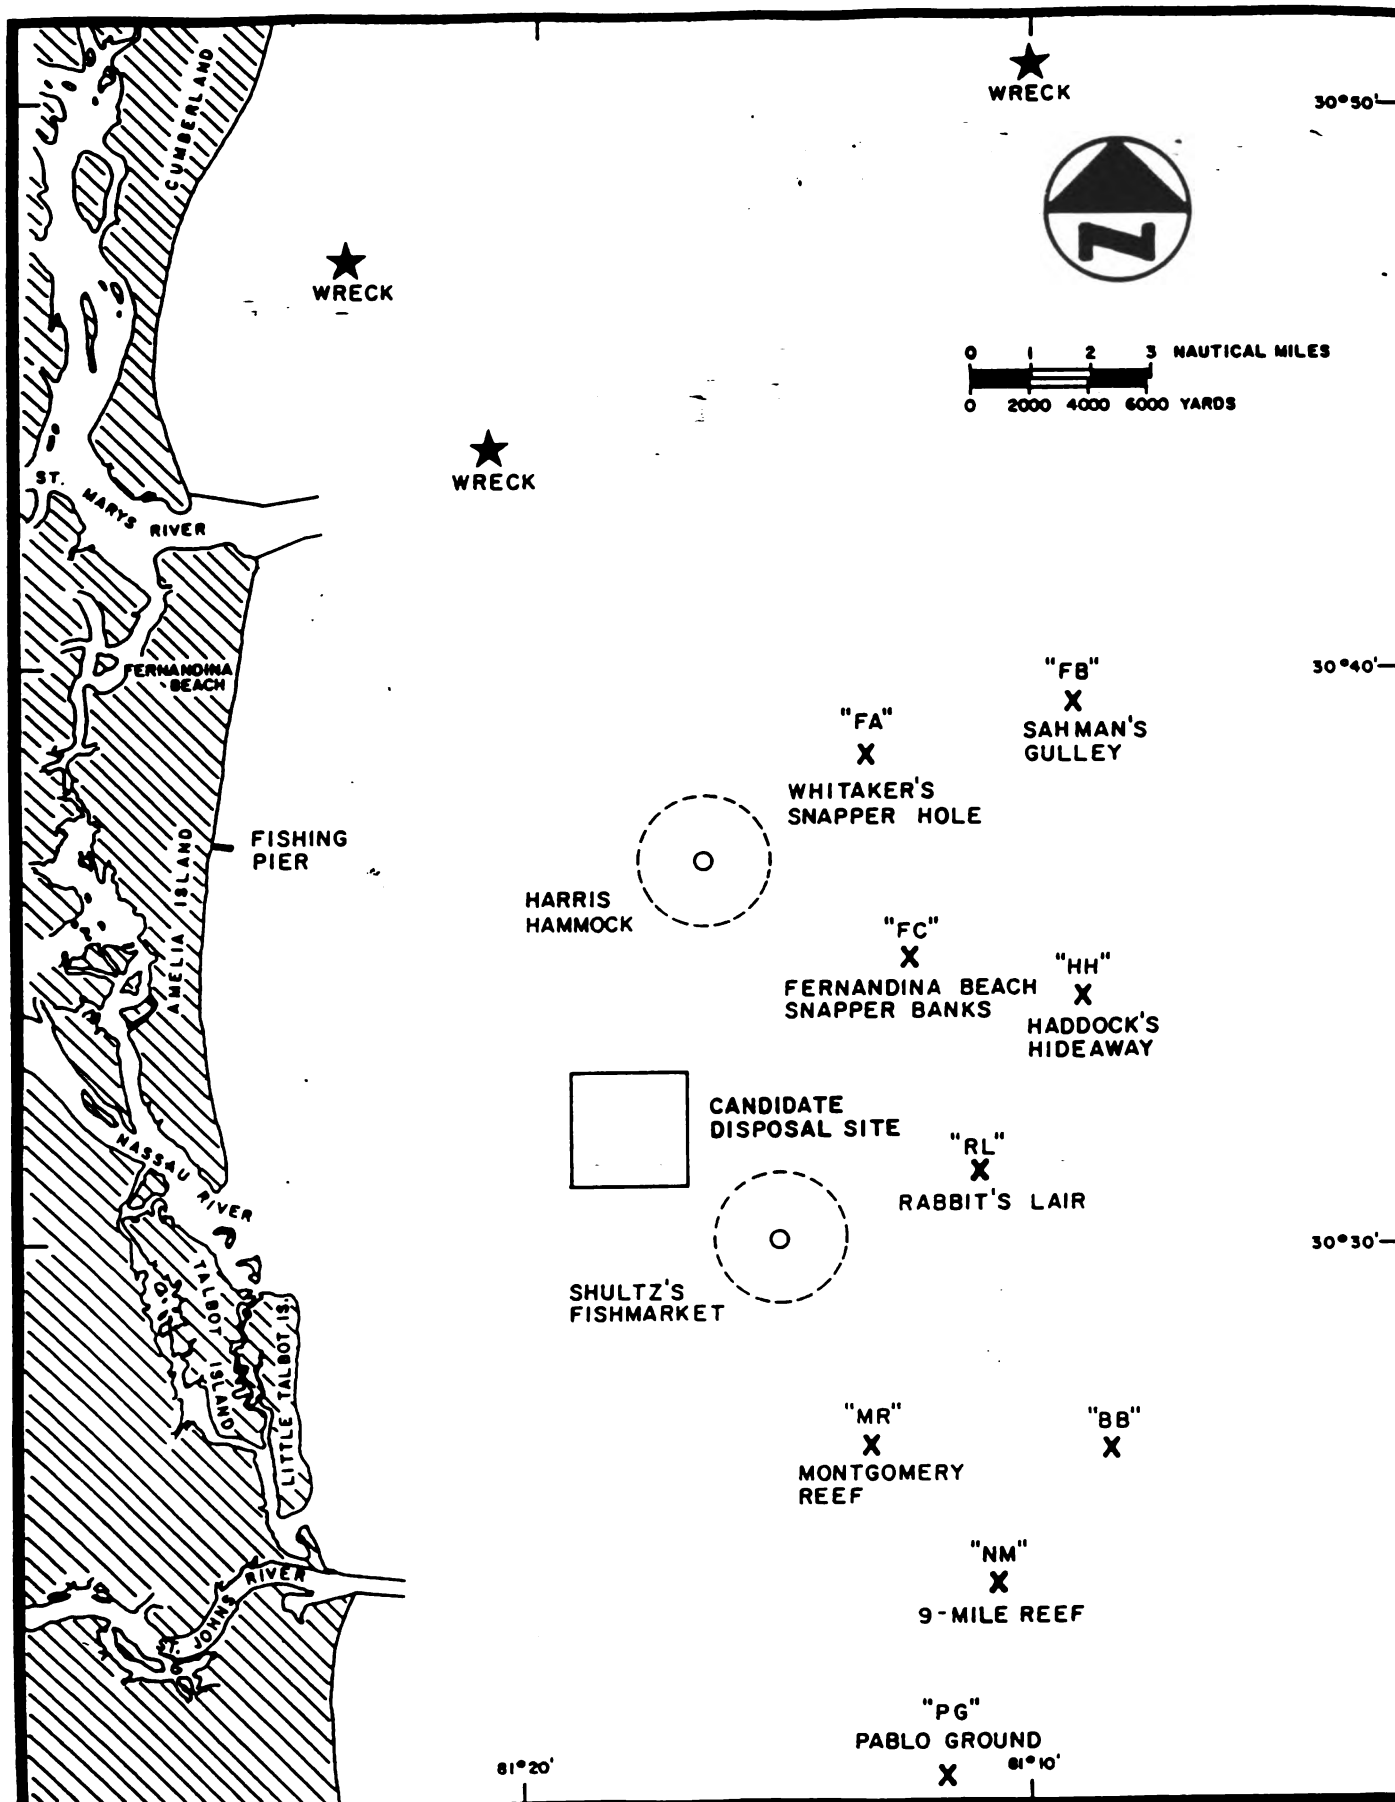 CUMBERLAND
WRECK
30°50'
WRECK
N
0 1 2 3 NAUTICAL MILES
0 2000 4000 6000 YARDS
WRECK
ST. MARYS RIVER
FERNANDINA
BEACH
"FB"
30°40'
SAHMAN'S
GULLEY
"FA"
WHITAKER'S
SNAPPER HOLE
AMELIA ISLAND
FISHING
PIER
HARRIS
HAMMOCK
"FC"
FERNANDINA BEACH
SNAPPER BANKS
"HH"
HADDOCK'S
HIDEAWAY
CANDIDATE
DISPOSAL SITE
"RL"
RABBIT'S LAIR
NASSAU RIVER
30°30'
SHULTZ'S
FISHMARKET
TALBOT ISLAND
LITTLE TALBOT IS.
"MR"
MONTGOMERY
REEF
"BB"
"NM"
9-MILE REEF
ST. JOHNS RIVER
"PG"
PABLO GROUND
81°20'
81°10'